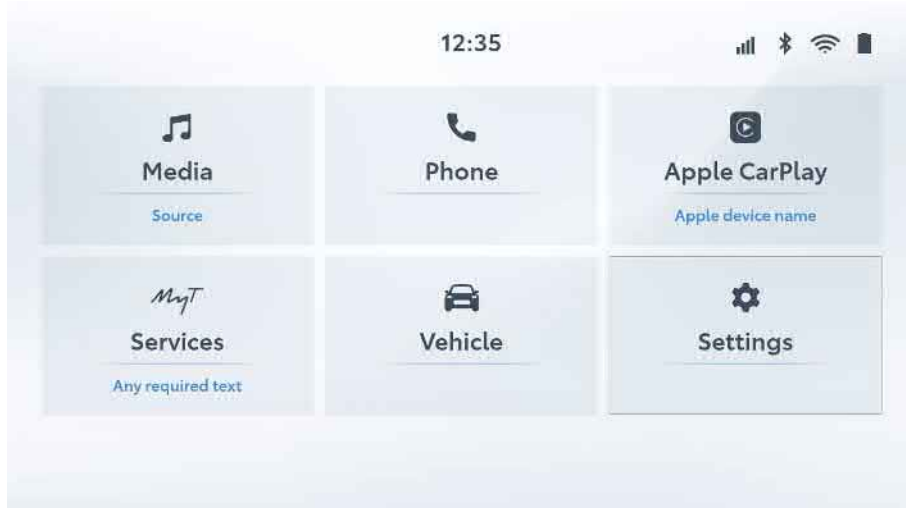 12:35
Media
Source
Phone
Apple CarPlay
Apple device name
MyT
Services
Any required text
Vehicle
Settings